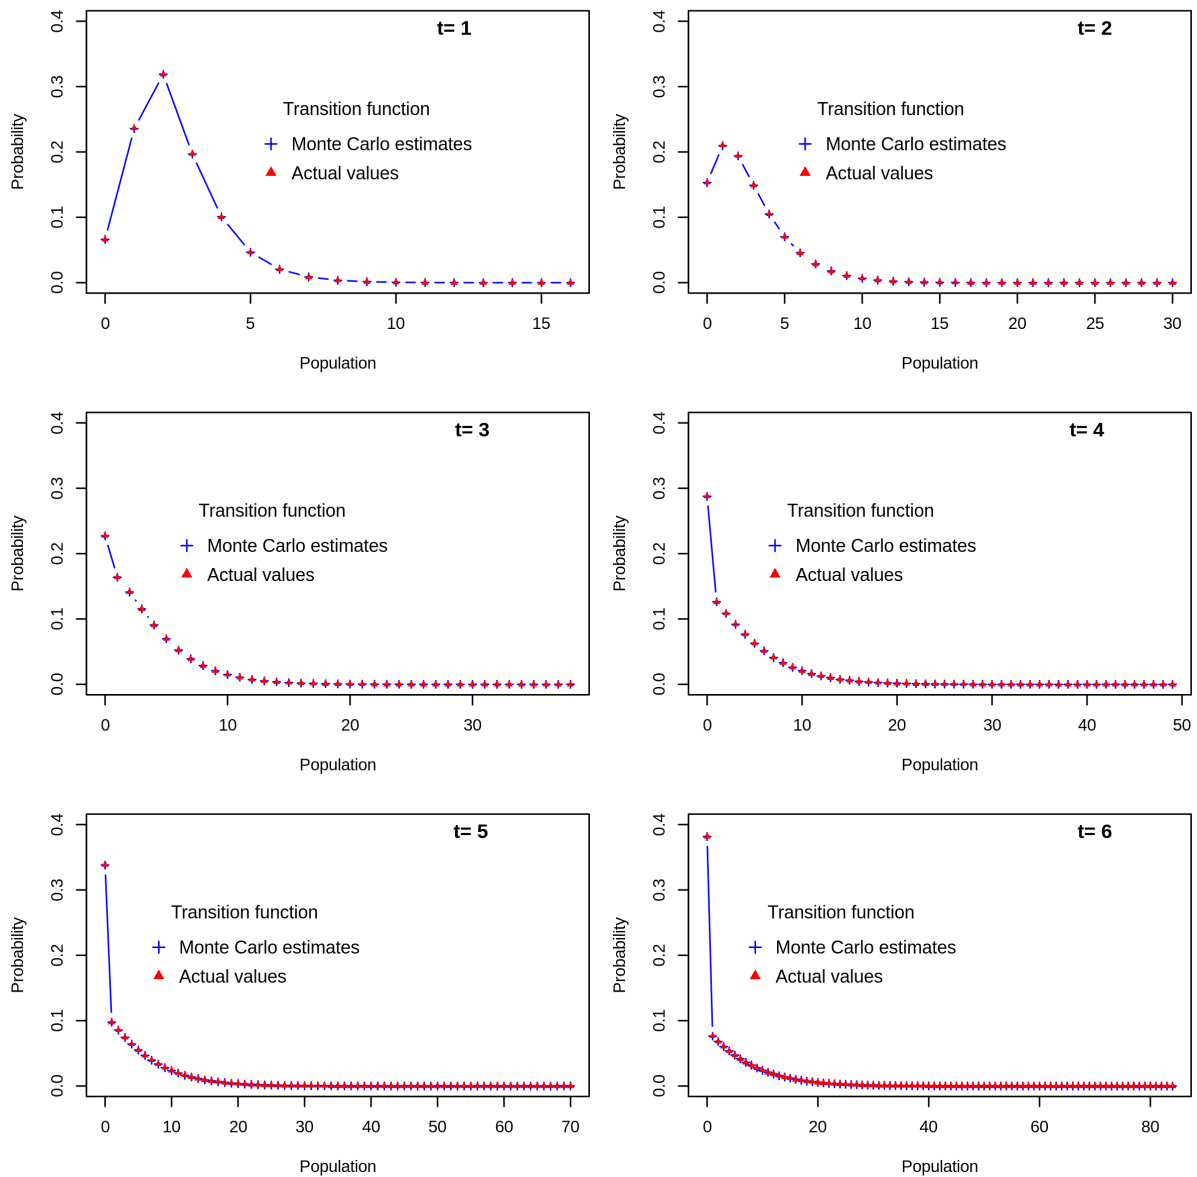 t= 1
0.4
0.3
0.2
0.1
0.0
Probability
Transition function
Monte Carlo estimates
Actual values
0 5 10 15
Population
t= 2
0.4
0.3
0.2
0.1
0.0
Probability
Transition function
Monte Carlo estimates
Actual values
0 5 10 15 20 25 30
Population
t= 3
0.4
0.3
0.2
0.1
0.0
Probability
Transition function
Monte Carlo estimates
Actual values
0 10 20 30
Population
t= 4
0.4
0.3
0.2
0.1
0.0
Probability
Transition function
Monte Carlo estimates
Actual values
0 10 20 30 40 50
Population
t= 5
0.4
0.3
0.2
0.1
0.0
Probability
Transition function
Monte Carlo estimates
Actual values
0 10 20 30 40 50 60 70
Population
t= 6
0.4
0.3
0.2
0.1
0.0
Probability
Transition function
Monte Carlo estimates
Actual values
0 20 40 60 80
Population